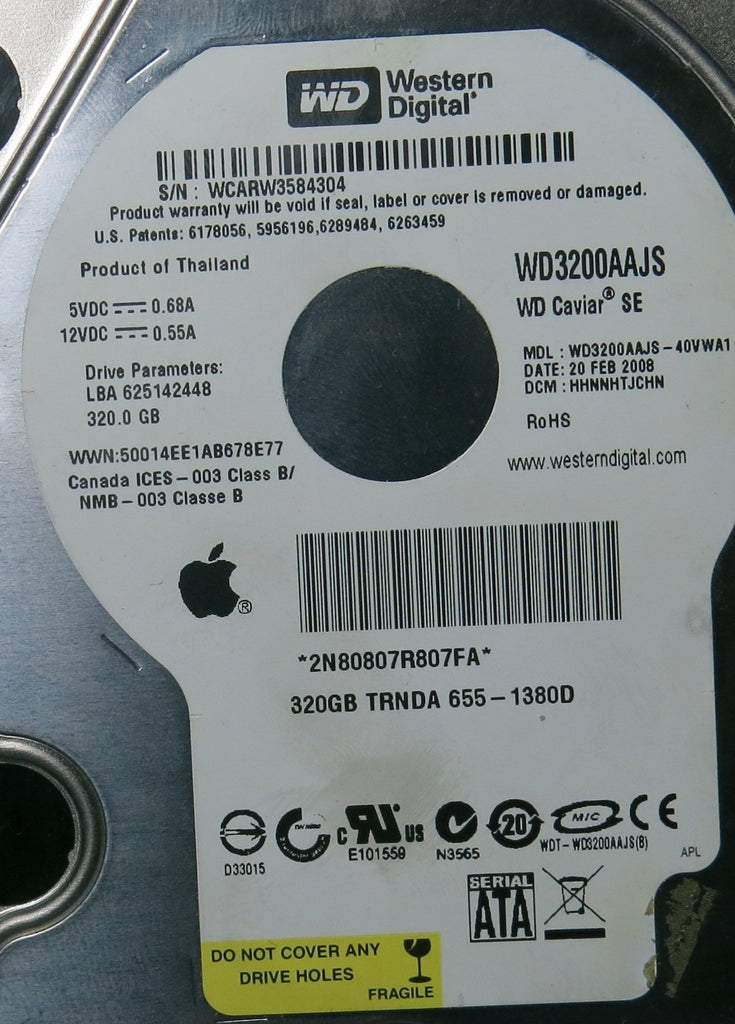 WD Western
Digital®
S/N : WCARW3584304
Product warranty will be void if seal, label or cover is removed or damaged.
U.S. Patents: 6178056, 5956196,6289484, 6263459
Product of Thailand
5VDC 0.68A
12VDC 0.55A
Drive Parameters:
LBA 625142448
320.0 GB
WWN:50014EE1AB678E77
Canada ICES-003 Class B/
NMB-003 Classe B
WD3200AAJS
WD Caviar® SE
MDL : WD3200AAJS-40VWA1
DATE: 20 FEB 2008
DCM : HHNNHTJCHN
RoHS
www.westerndigital.com
®
*2N80807R807FA*
320GB TRNDA 655-1380D
D33015
c RU US
E101559
N3565
20
MIC
CE
WDT-WD3200AAJS(B)
APL
SERIAL
ATA
DO NOT COVER ANY
DRIVE HOLES
FRAGILE